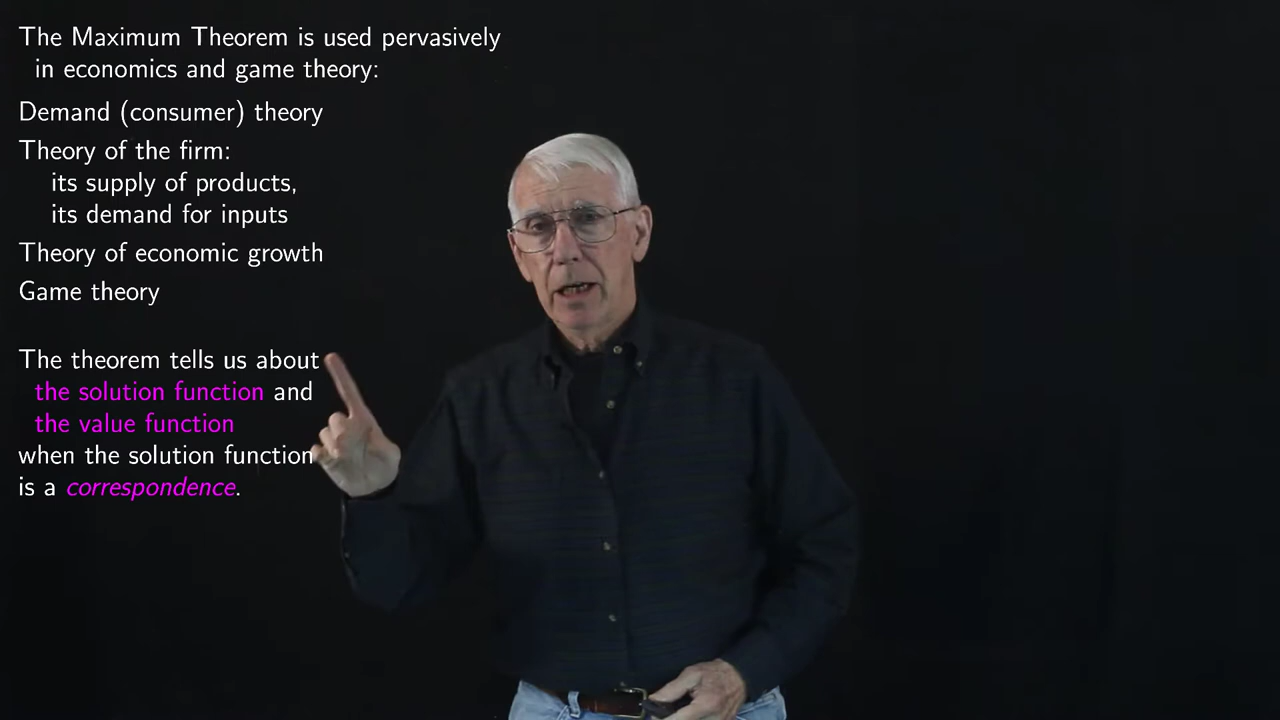 The Maximum Theorem is used pervasively
in economics and game theory:
Demand (consumer) theory
Theory of the firm:
its supply of products,
its demand for inputs
Theory of economic growth
Game theory
The theorem tells us about
the solution function and
the value function
when the solution function
is a correspondence.